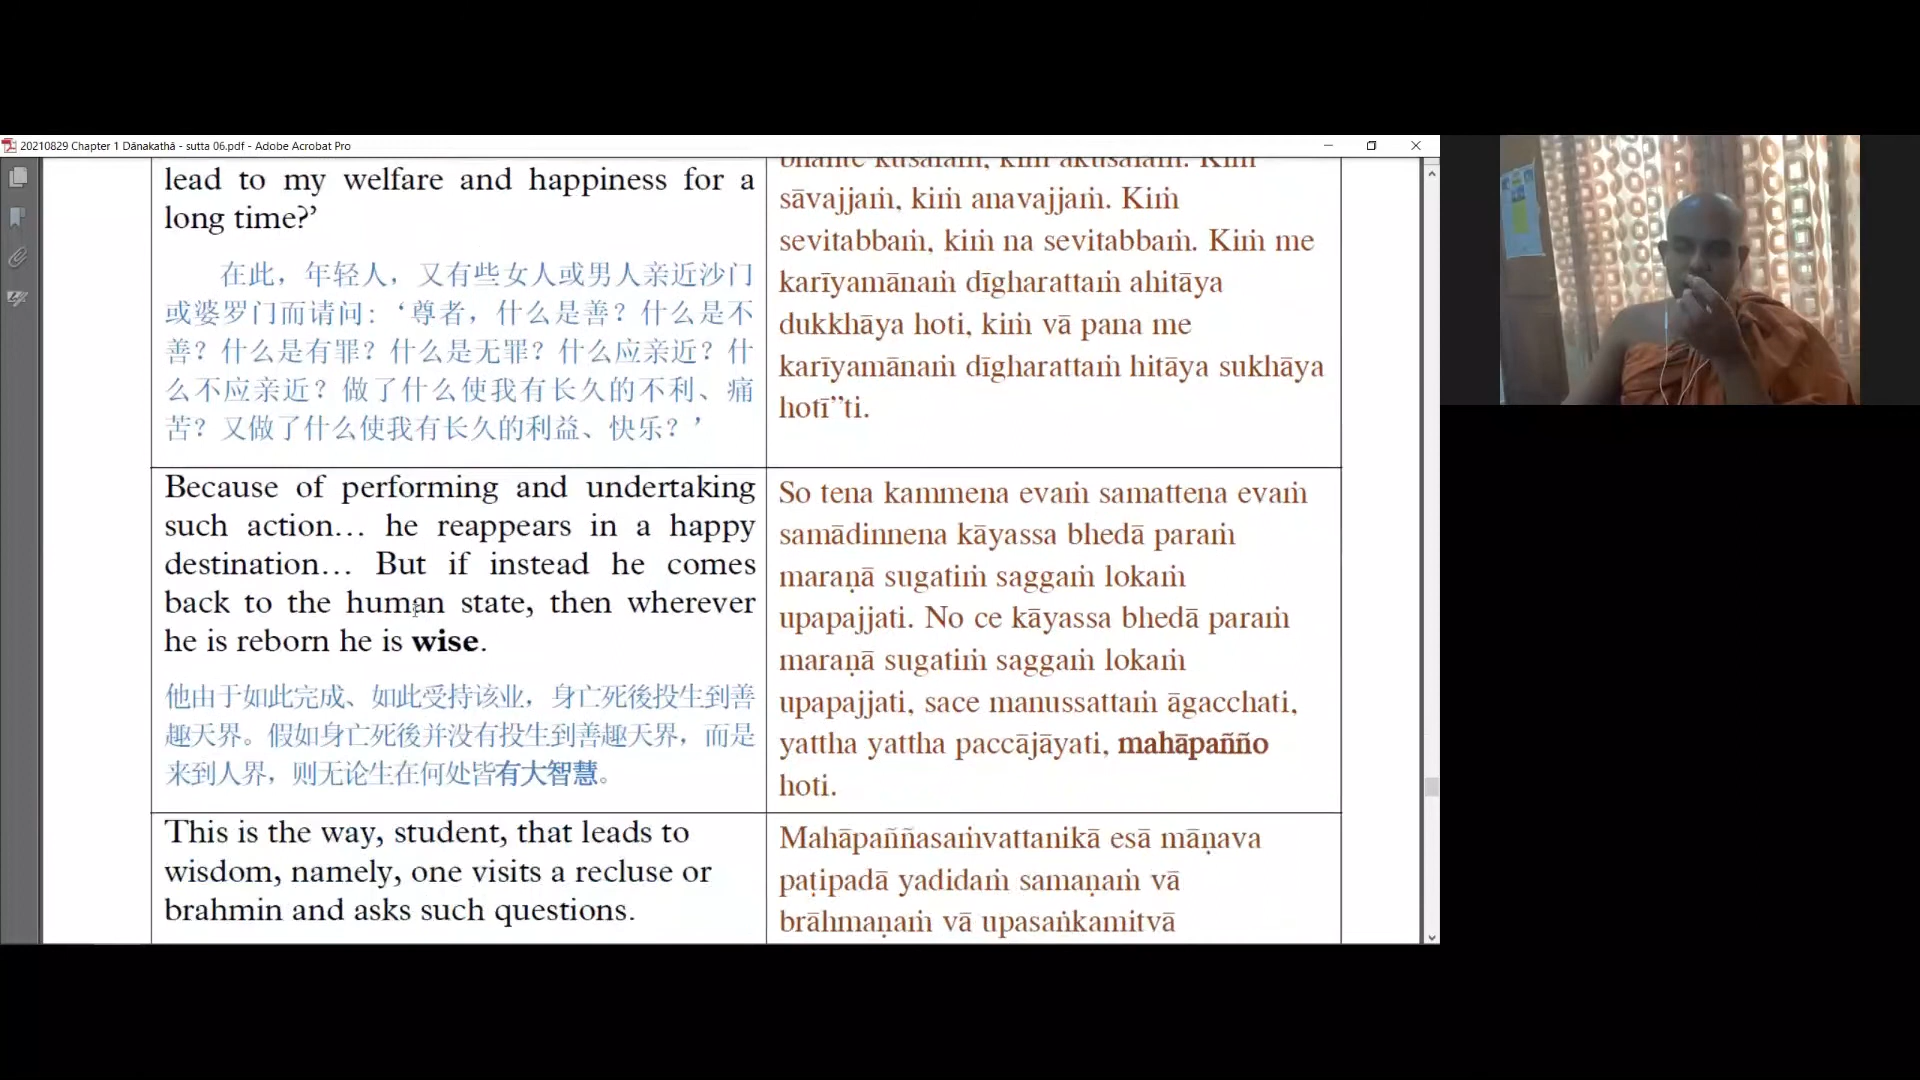 20210829 Chapter 1 Dānakathā - sutta 06.pdf - Adobe Acrobat Pro
lead to my welfare and happiness for a
long time?’
在此，年轻人，又有些女人或男人亲近沙门
或婆罗门而请问：‘尊者，什么是善？什么是不
善？什么是有罪？什么是无罪？什么应亲近？什
么不应亲近？做了什么使我有长久的不利、痛
苦？又做了什么使我有长久的利益、快乐？’
bhante kusalaṁ, kiṁ akusalaṁ. Kiṁ
sāvajjaṁ, kiṁ anavajjaṁ. Kiṁ
sevitabbaṁ, kiṁ na sevitabbaṁ. Kiṁ me
karīyamānaṁ dīgharattaṁ ahitāya
dukkhāya hoti, kiṁ vā pana me
karīyamānaṁ dīgharattaṁ hitāya sukhāya
hotī”ti.
Because of performing and undertaking
such action… he reappears in a happy
destination… But if instead he comes
back to the human state, then wherever
he is reborn he is wise.
他由于如此完成、如此受持该业，身亡死後投生到善
趣天界。假如身亡死後并没有投生到善趣天界，而是
来到人界，则无论生在何处皆有大智慧。
So tena kammena evaṁ samattena evaṁ
samādinnena kāyassa bhedā paraṁ
maraṇā sugatiṁ saggaṁ lokaṁ
upapajjati. No ce kāyassa bhedā paraṁ
maraṇā sugatiṁ saggaṁ lokaṁ
upapajjati, sace manussattaṁ āgacchati,
yattha yattha paccājāyati, mahāpañño
hoti.
This is the way, student, that leads to
wisdom, namely, one visits a recluse or
brahmin and asks such questions.
Mahāpaññasaṁvattanikā esā māṇava
paṭipadā yadidaṁ samaṇaṁ vā
brāhmaṇaṁ vā upasaṅkamitvā